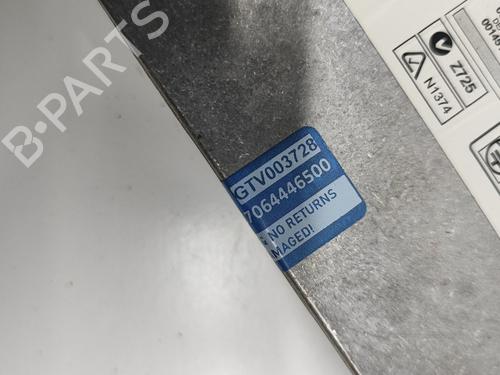 B-PARTS
Z725
N1374
GTV003728
7064446500
NO RETURNS
MAGED!